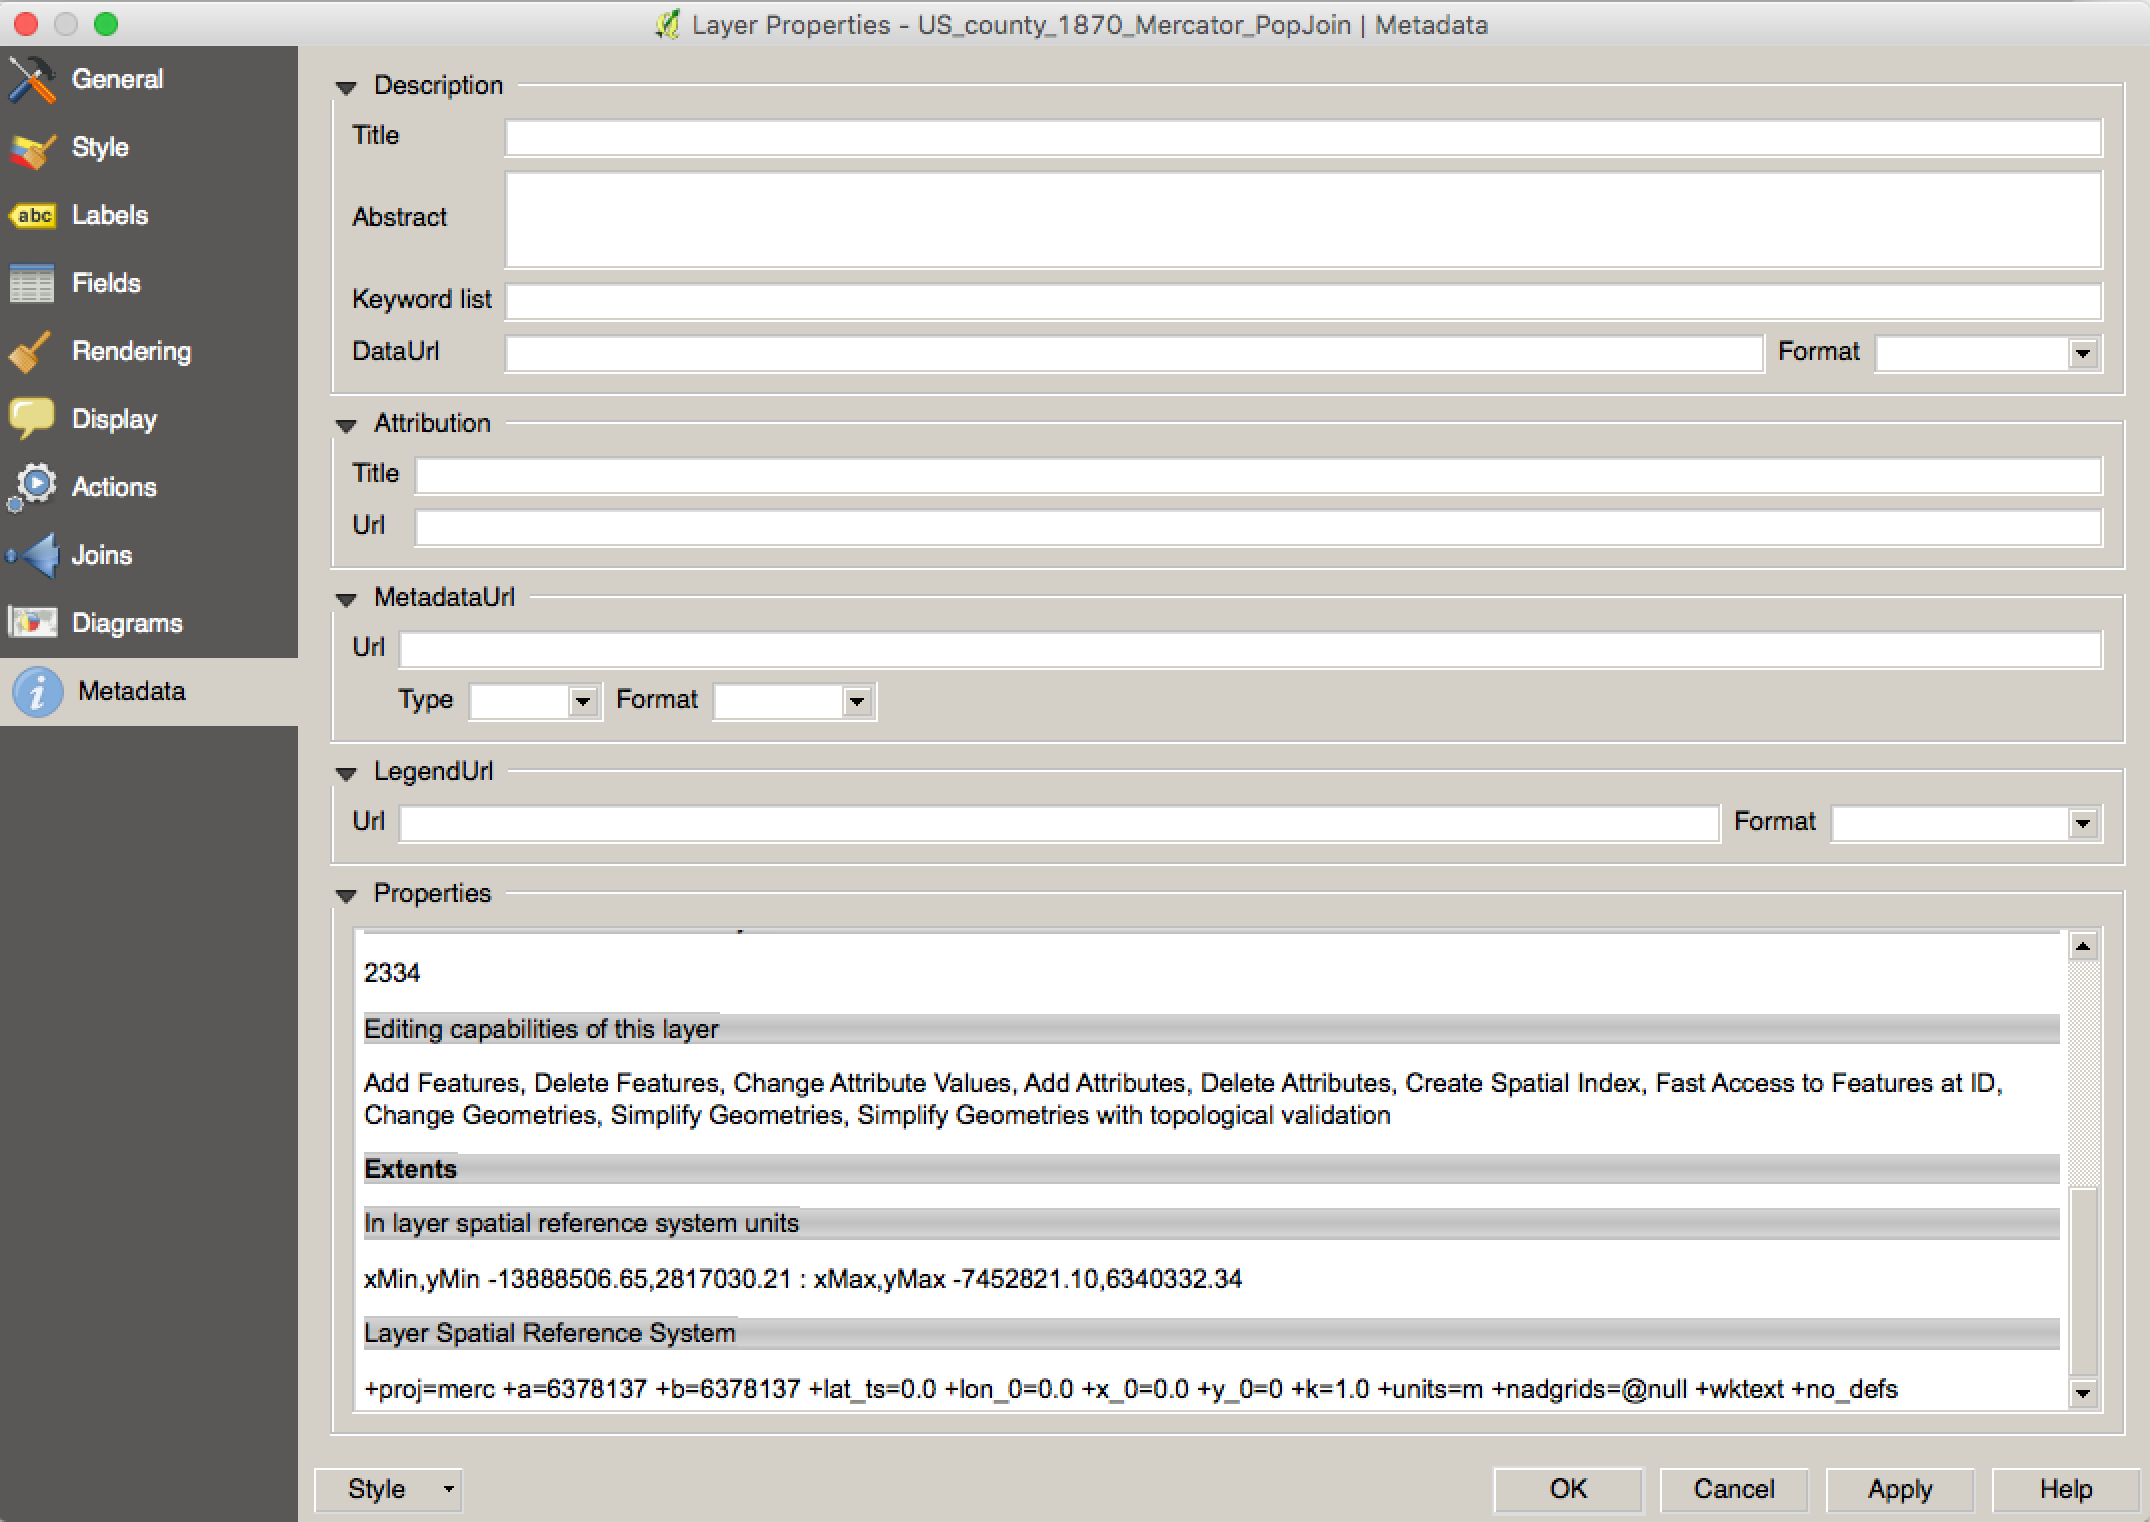 Layer Properties - US_county_1870_Mercator_PopJoin | Metadata
General
Style
abc Labels
Fields
Rendering
Display
Actions
Joins
Diagrams
i Metadata
Description
Title
Abstract
Keyword list
DataUrl Format
Attribution
Title
Url
MetadataUrl
Url
Type Format
LegendUrl
Url Format
Properties
2334
Editing capabilities of this layer
Add Features, Delete Features, Change Attribute Values, Add Attributes, Delete Attributes, Create Spatial Index, Fast Access to Features at ID,
Change Geometries, Simplify Geometries, Simplify Geometries with topological validation
Extents
In layer spatial reference system units
xMin,yMin -13888506.65,2817030.21 : xMax,yMax -7452821.10,6340332.34
Layer Spatial Reference System
+proj=merc +a=6378137 +b=6378137 +lat_ts=0.0 +lon_0=0.0 +x_0=0.0 +y_0=0 +k=1.0 +units=m +nadgrids=@null +wktext +no_defs
Style OK Cancel Apply Help